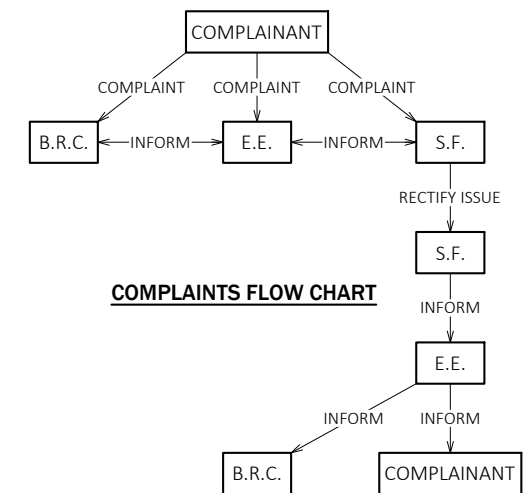 COMPLAINANT
COMPLAINT COMPLAINT COMPLAINT
B.R.C. INFORM E.E. INFORM S.F.
RECTIFY ISSUE
S.F.
COMPLAINTS FLOW CHART
INFORM
E.E.
INFORM INFORM
B.R.C. COMPLAINANT